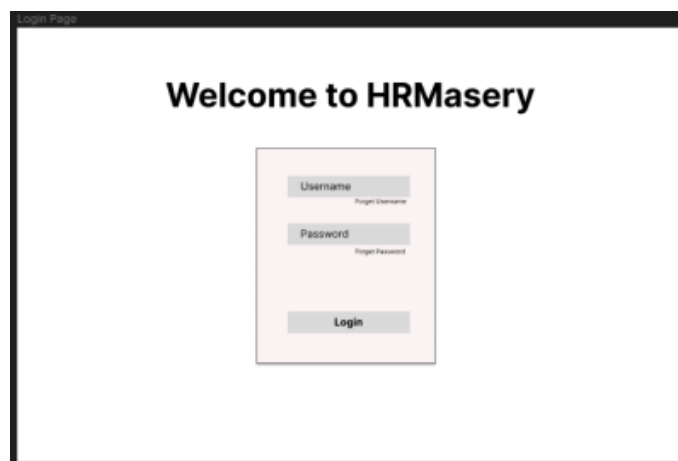 Login Page
Welcome to HRMasery
Username
Forget Username
Password
Forget Password
Login